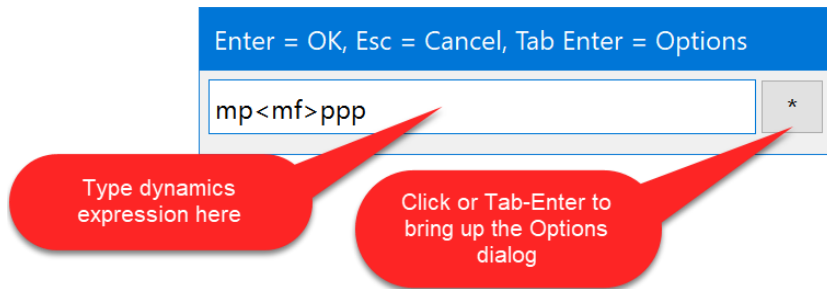 Enter = OK, Esc = Cancel, Tab Enter = Options
mp<mf>ppp
*
Type dynamics
expression here
Click or Tab-Enter to
bring up the Options
dialog